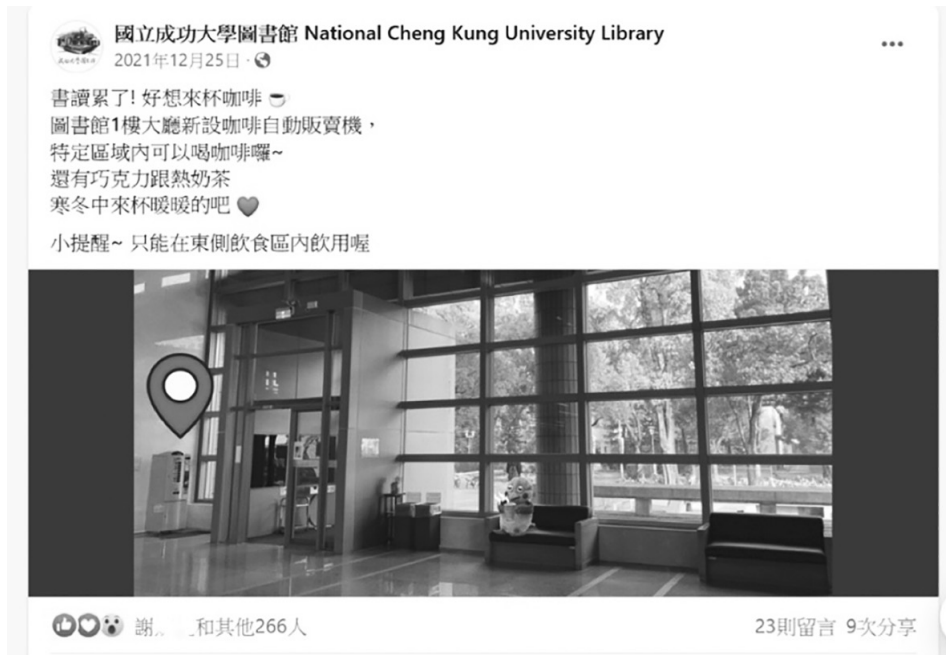 國立成功大學圖書館 National Cheng Kung University Library
2021年12月25日
書讀累了! 好想來杯咖啡
圖書館1樓大廳新設咖啡自動販賣機，
特定區域內可以喝咖啡囉~
還有巧克力跟熱奶茶
寒冬中來杯暖暖的吧
小提醒~ 只能在東側飲食區內飲用喔
謝 和其他266人
23則留言 9次分享